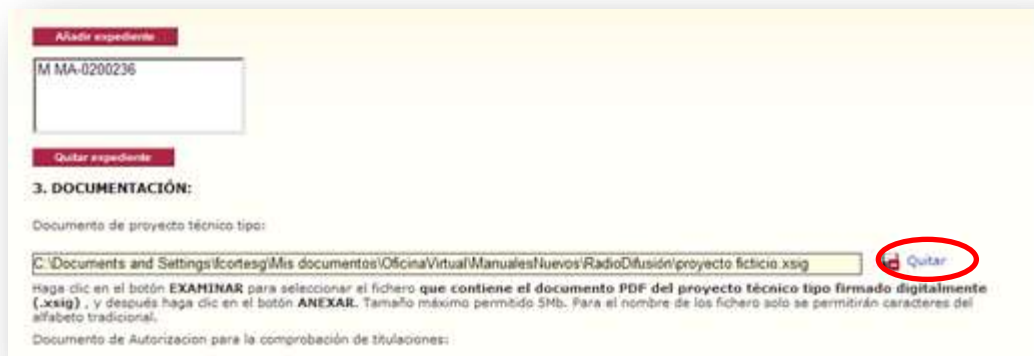 Añadir expediente
M MA-0200236
Quitar expediente
3. DOCUMENTACIÓN:
Documento de proyecto técnico tipo:
C:\Documents and Settings\fcortesg\Mis documentos\OficinaVirtual\ManualesNuevos\RadioDifusión\proyecto ficticio.xsig Quitar
Haga clic en el botón EXAMINAR para seleccionar el fichero que contiene el documento PDF del proyecto técnico tipo firmado digitalmente
(.xsig) , y después haga clic en el botón ANEXAR. Tamaño máximo permitido 5Mb. Para el nombre de los fichero solo se permitirán caracteres del
alfabeto tradicional.
Documento de Autorizacion para la comprobación de titulaciones: